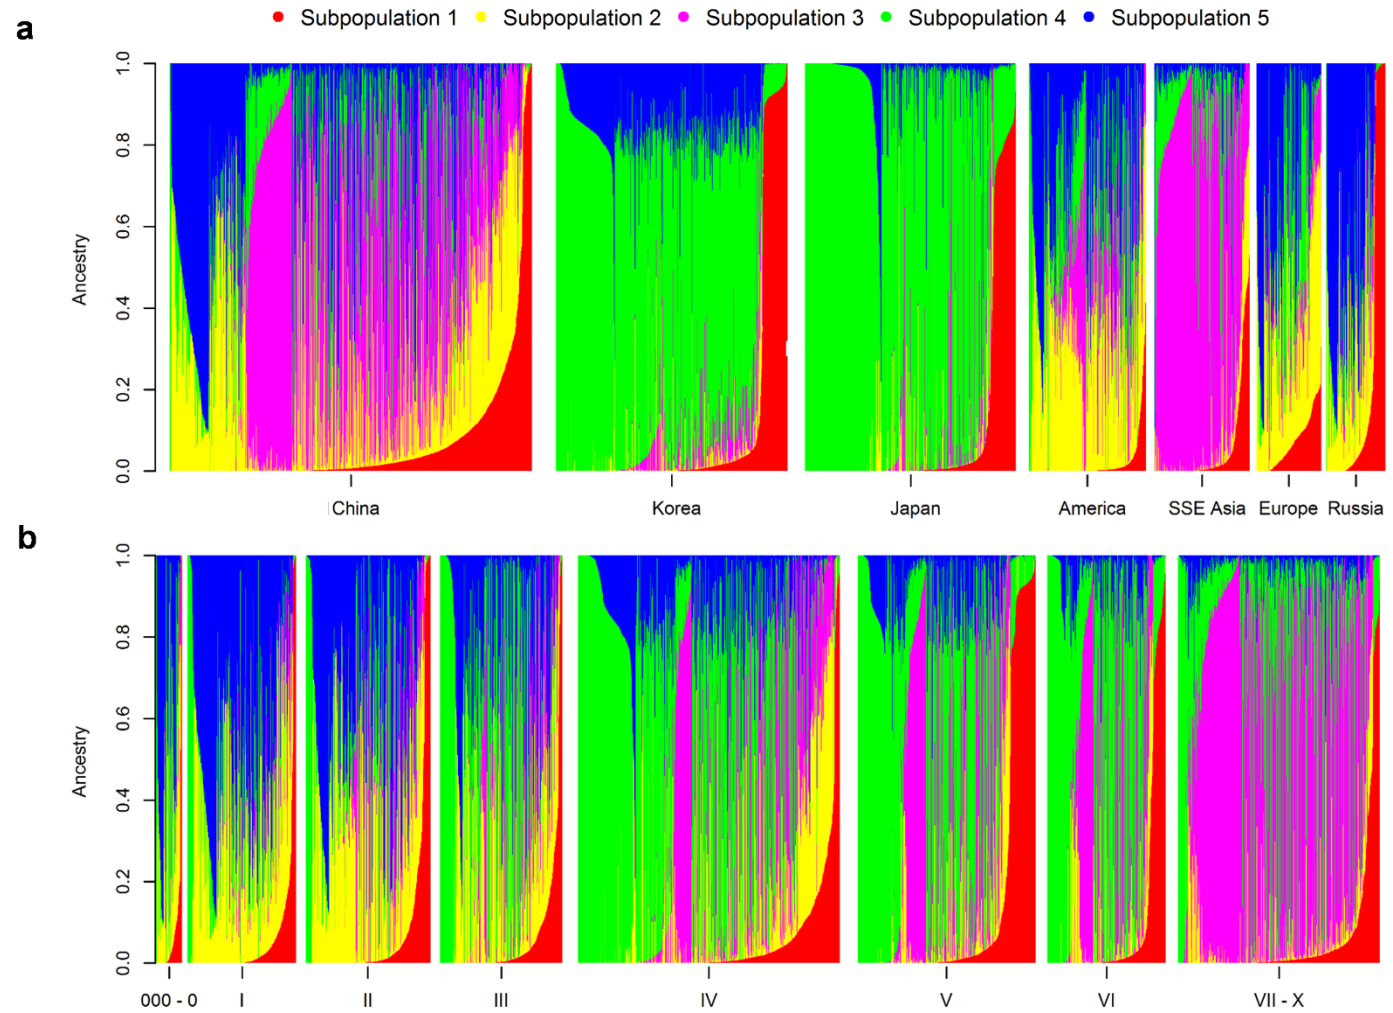 Subpopulation 1 Subpopulation 2 Subpopulation 3 Subpopulation 4 Subpopulation 5
a
1.0
0.8
0.6
0.4
0.2
0.0
Ancestry
China Korea Japan America SSE Asia Europe Russia
b
1.0
0.8
0.6
0.4
0.2
0.0
Ancestry
000 - 0 I II III IV V VI VII - X